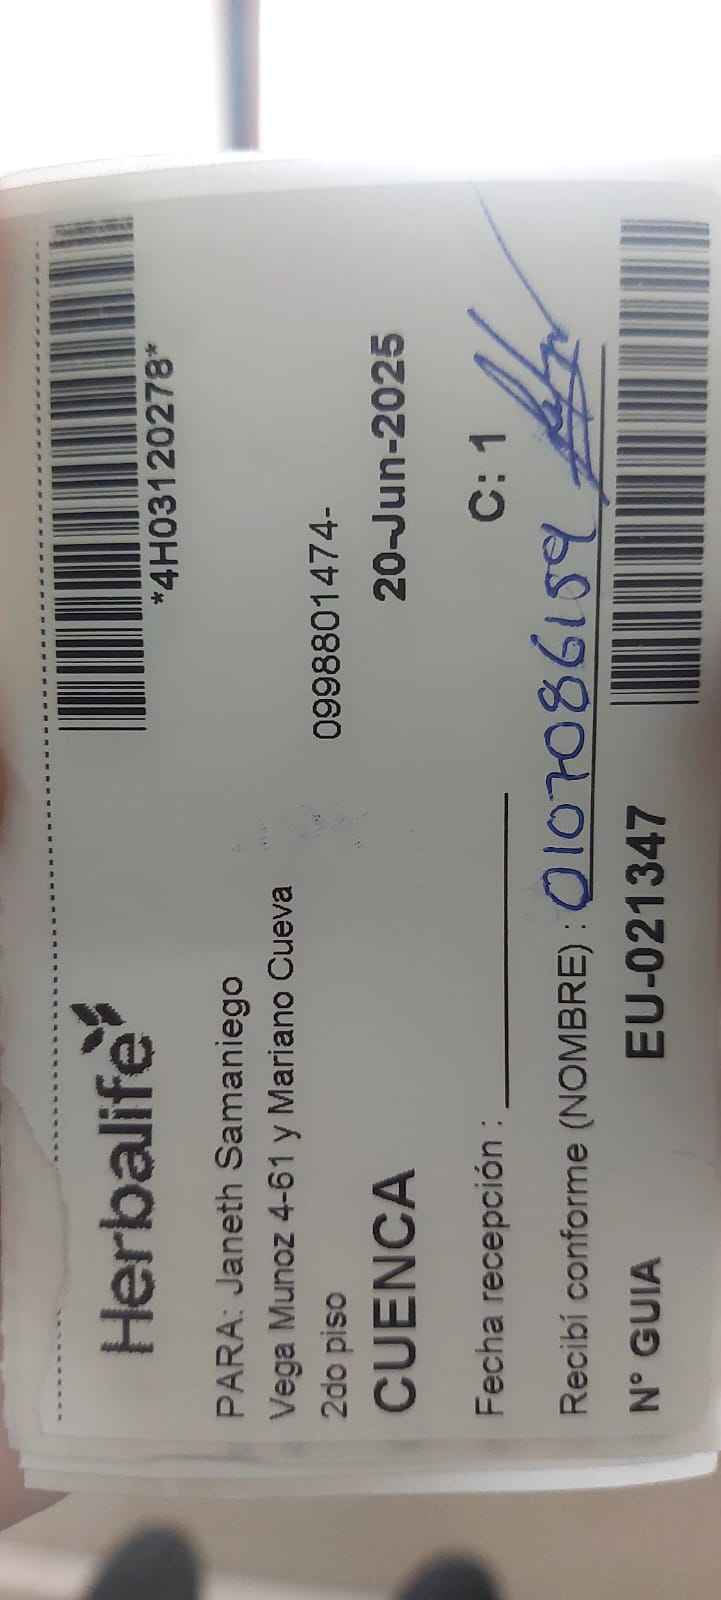 Herbalife
*4H03120278*
PARA: Janeth Samaniego
Vega Munoz 4-61 y Mariano Cueva
2do piso 0998801474-
CUENCA 20-Jun-2025
Fecha recepción : C: 1
Recibí conforme (NOMBRE) : 0107086159
N° GUIA EU-021347